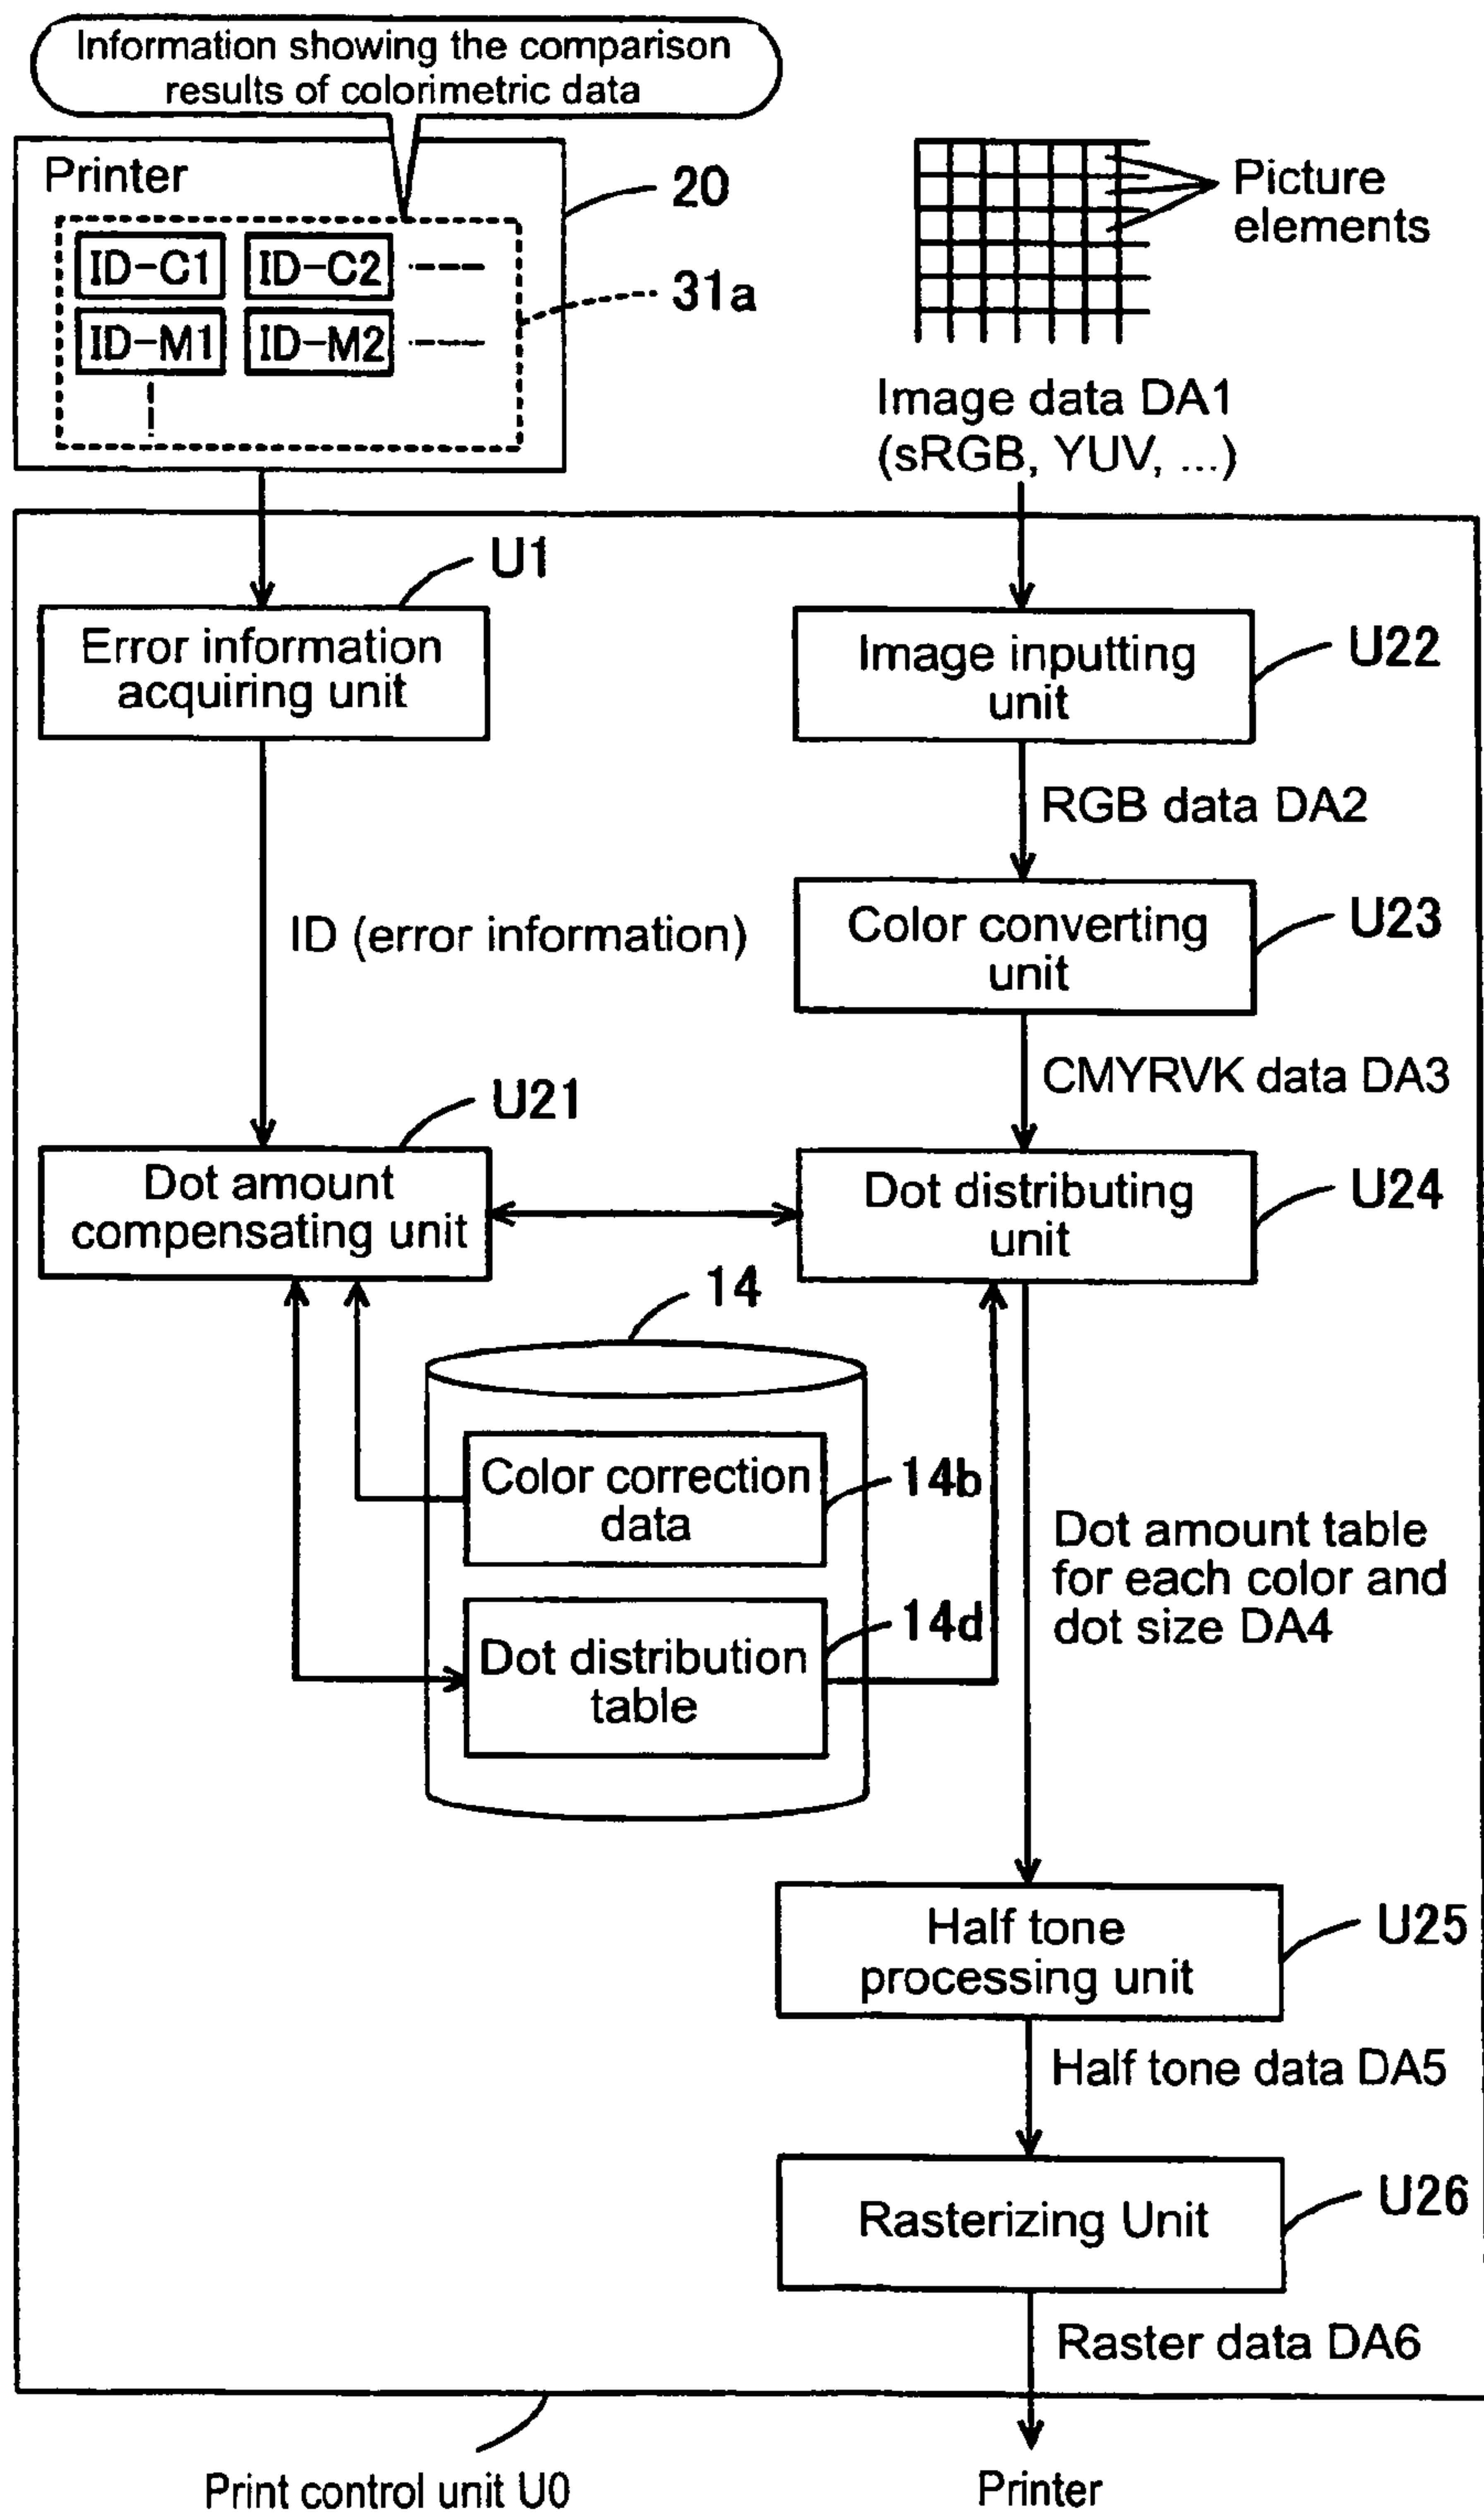 Information showing the comparison
results of colorimetric data
Printer
20
ID-C1
ID-C2
31a
ID-M1
ID-M2
Picture
elements
Image data DA1
(sRGB, YUV, ...)
U1
Error information
acquiring unit
Image inputting
unit
U22
RGB data DA2
ID (error information)
Color converting
unit
U23
CMYRVK data DA3
U21
Dot amount
compensating unit
Dot distributing
unit
U24
14
Color correction
data
14b
Dot distribution
table
14d
Dot amount table
for each color and
dot size DA4
Half tone
processing unit
U25
Half tone data DA5
Rasterizing Unit
U26
Raster data DA6
Print control unit U0
Printer